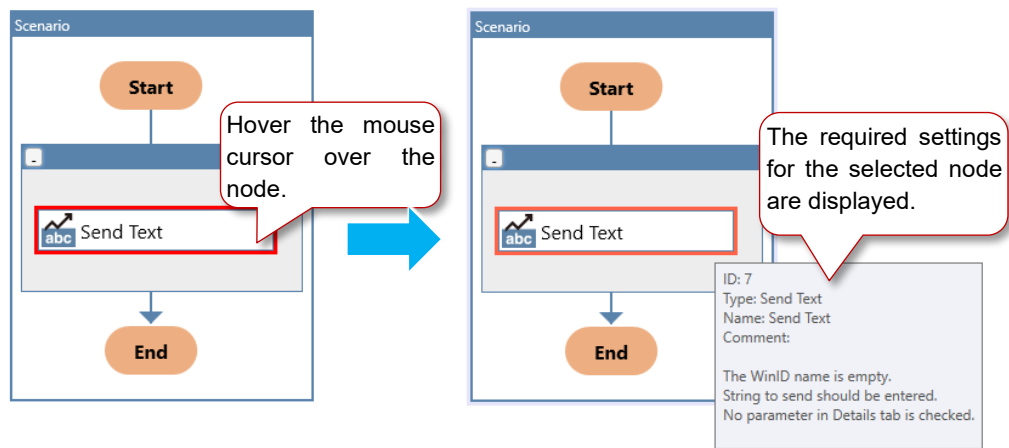 Scenario
Start
Hover the mouse
cursor over the
node.
-
abc Send Text
End
Scenario
Start
The required settings
for the selected node
are displayed.
-
abc Send Text
End
ID: 7
Type: Send Text
Name: Send Text
Comment:
The WinID name is empty.
String to send should be entered.
No parameter in Details tab is checked.